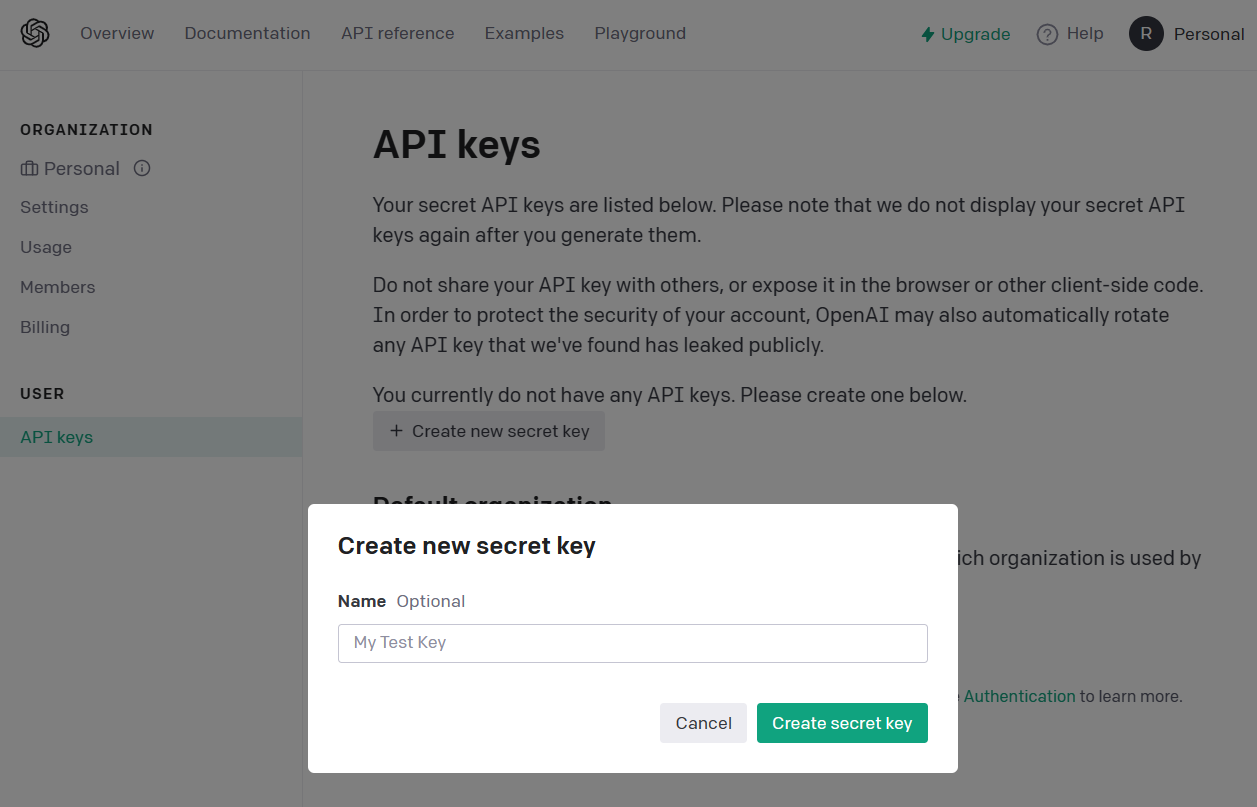 Overview Documentation API reference Examples Playground Upgrade Help R Personal
ORGANIZATION
Personal
Settings
Usage
Members
Billing
USER
API keys
API keys
Your secret API keys are listed below. Please note that we do not display your secret API
keys again after you generate them.
Do not share your API key with others, or expose it in the browser or other client-side code.
In order to protect the security of your account, OpenAI may also automatically rotate
any API key that we've found has leaked publicly.
You currently do not have any API keys. Please create one below.
+ Create new secret key
Default organization
organization is used by
Authentication to learn more.
Create new secret key
Name Optional
My Test Key
Cancel Create secret key